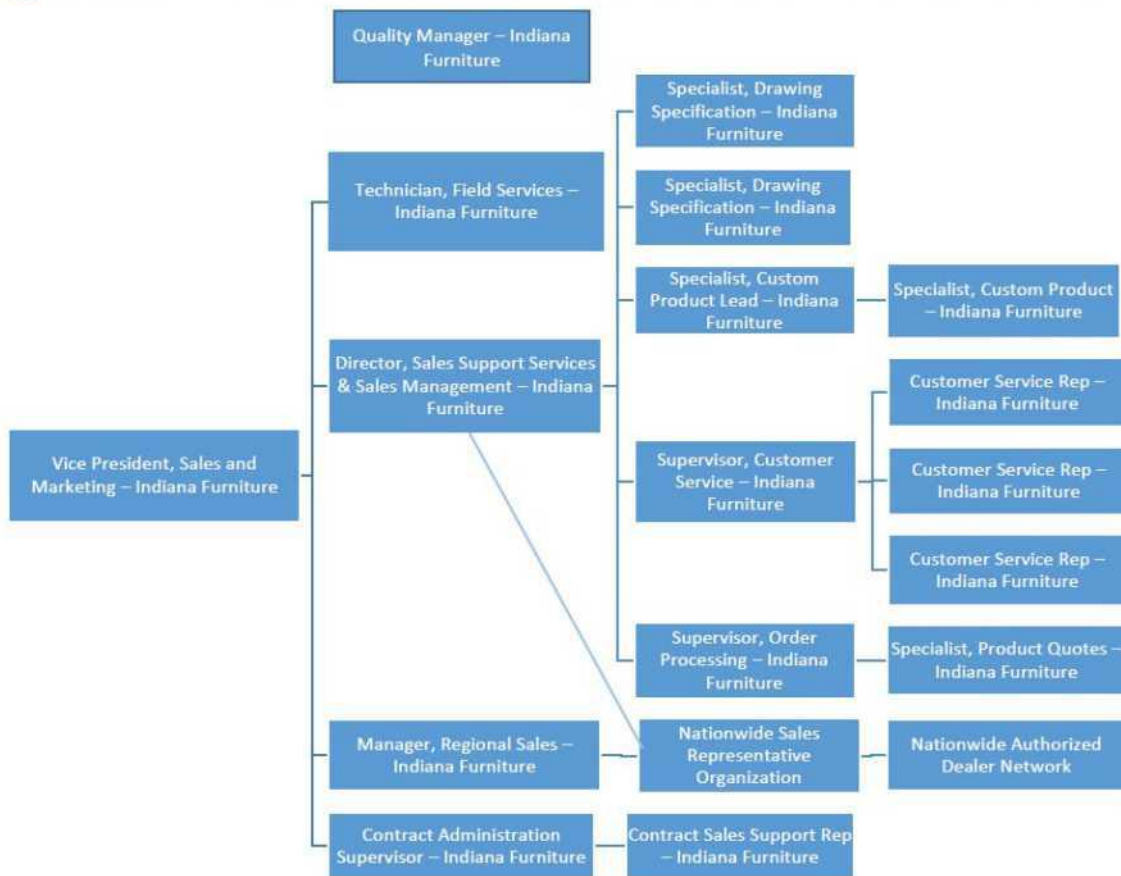 Quality Manager – Indiana
Furniture
Specialist, Drawing
Specification – Indiana
Furniture
Technician, Field Services –
Indiana Furniture
Specialist, Drawing
Specification – Indiana
Furniture
Specialist, Custom
Product Lead – Indiana
Furniture
Specialist, Custom Product
– Indiana Furniture
Director, Sales Support Services
& Sales Management – Indiana
Furniture
Customer Service Rep –
Indiana Furniture
Vice President, Sales and
Marketing – Indiana Furniture
Supervisor, Customer
Service – Indiana
Furniture
Customer Service Rep –
Indiana Furniture
Customer Service Rep –
Indiana Furniture
Supervisor, Order
Processing – Indiana
Furniture
Specialist, Product Quotes –
Indiana Furniture
Manager, Regional Sales –
Indiana Furniture
Nationwide Sales
Representative
Organization
Nationwide Authorized
Dealer Network
Contract Administration
Supervisor – Indiana Furniture
Contract Sales Support Rep
– Indiana Furniture